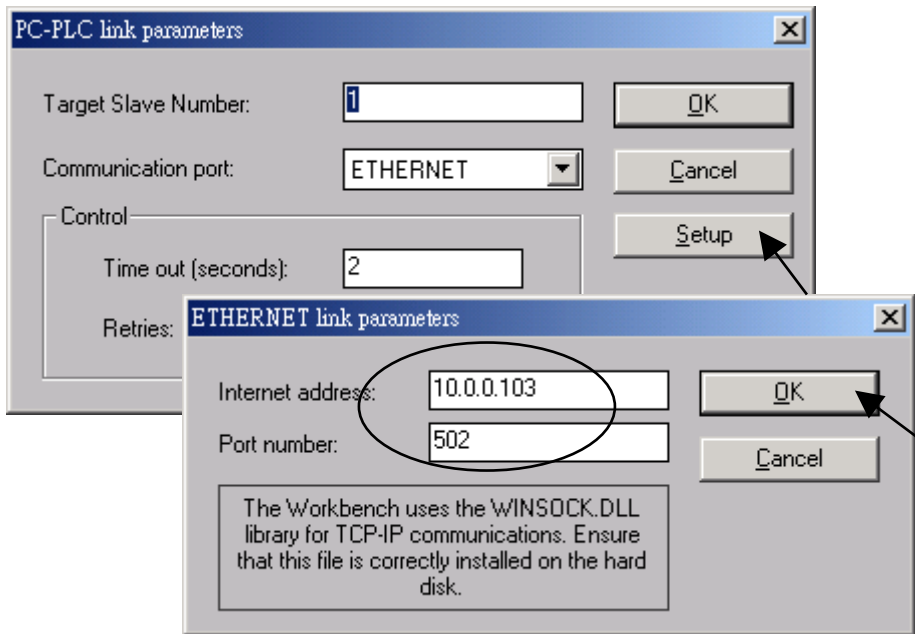 PC-PLC link parameters
Target Slave Number:
1
OK
Communication port:
ETHERNET
Cancel
Control
Setup
Time out (seconds):
2
Retries:
ETHERNET link parameters
Internet address:
10.0.0.103
OK
Port number:
502
Cancel
The Workbench uses the WINSOCK.DLL
library for TCP-IP communications. Ensure
that this file is correctly installed on the hard
disk.